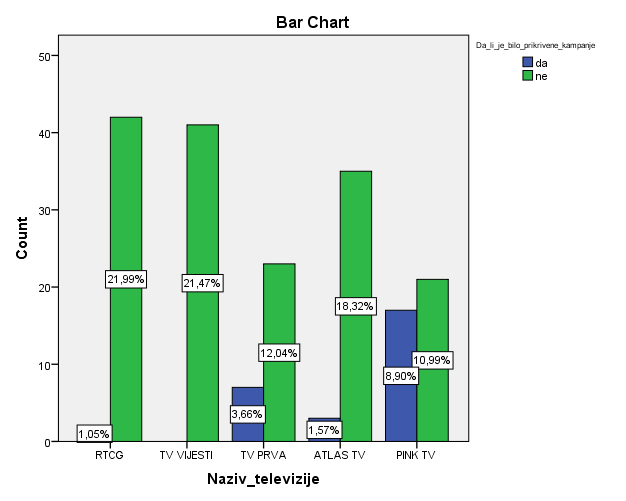 Bar Chart
Da_li_je_bilo_prikrivene_kampanje
da
ne
Count
50
40
30
20
10
0
1,05%
21,99%
21,47%
3,66%
12,04%
1,57%
18,32%
8,90%
10,99%
RTCG
TV VIJESTI
TV PRVA
ATLAS TV
PINK TV
Naziv_televizije